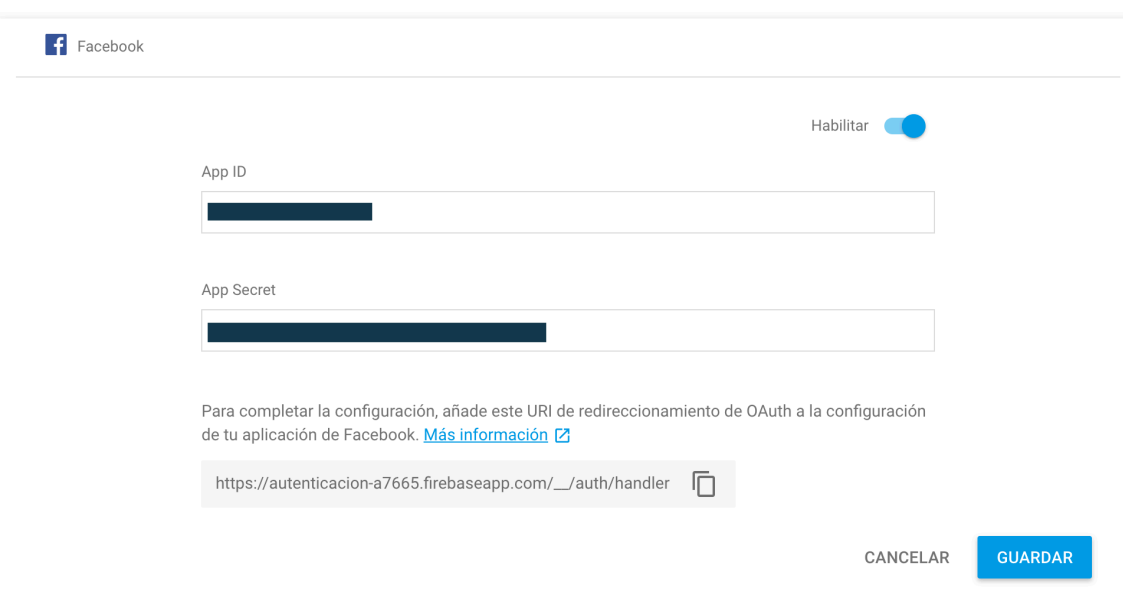 Facebook
Habilitar
App ID
App Secret
Para completar la configuración, añade este URI de redireccionamiento de OAuth a la configuración
de tu aplicación de Facebook. Más información
https://autenticacion-a7665.firebaseapp.com/__/auth/handler
CANCELAR GUARDAR